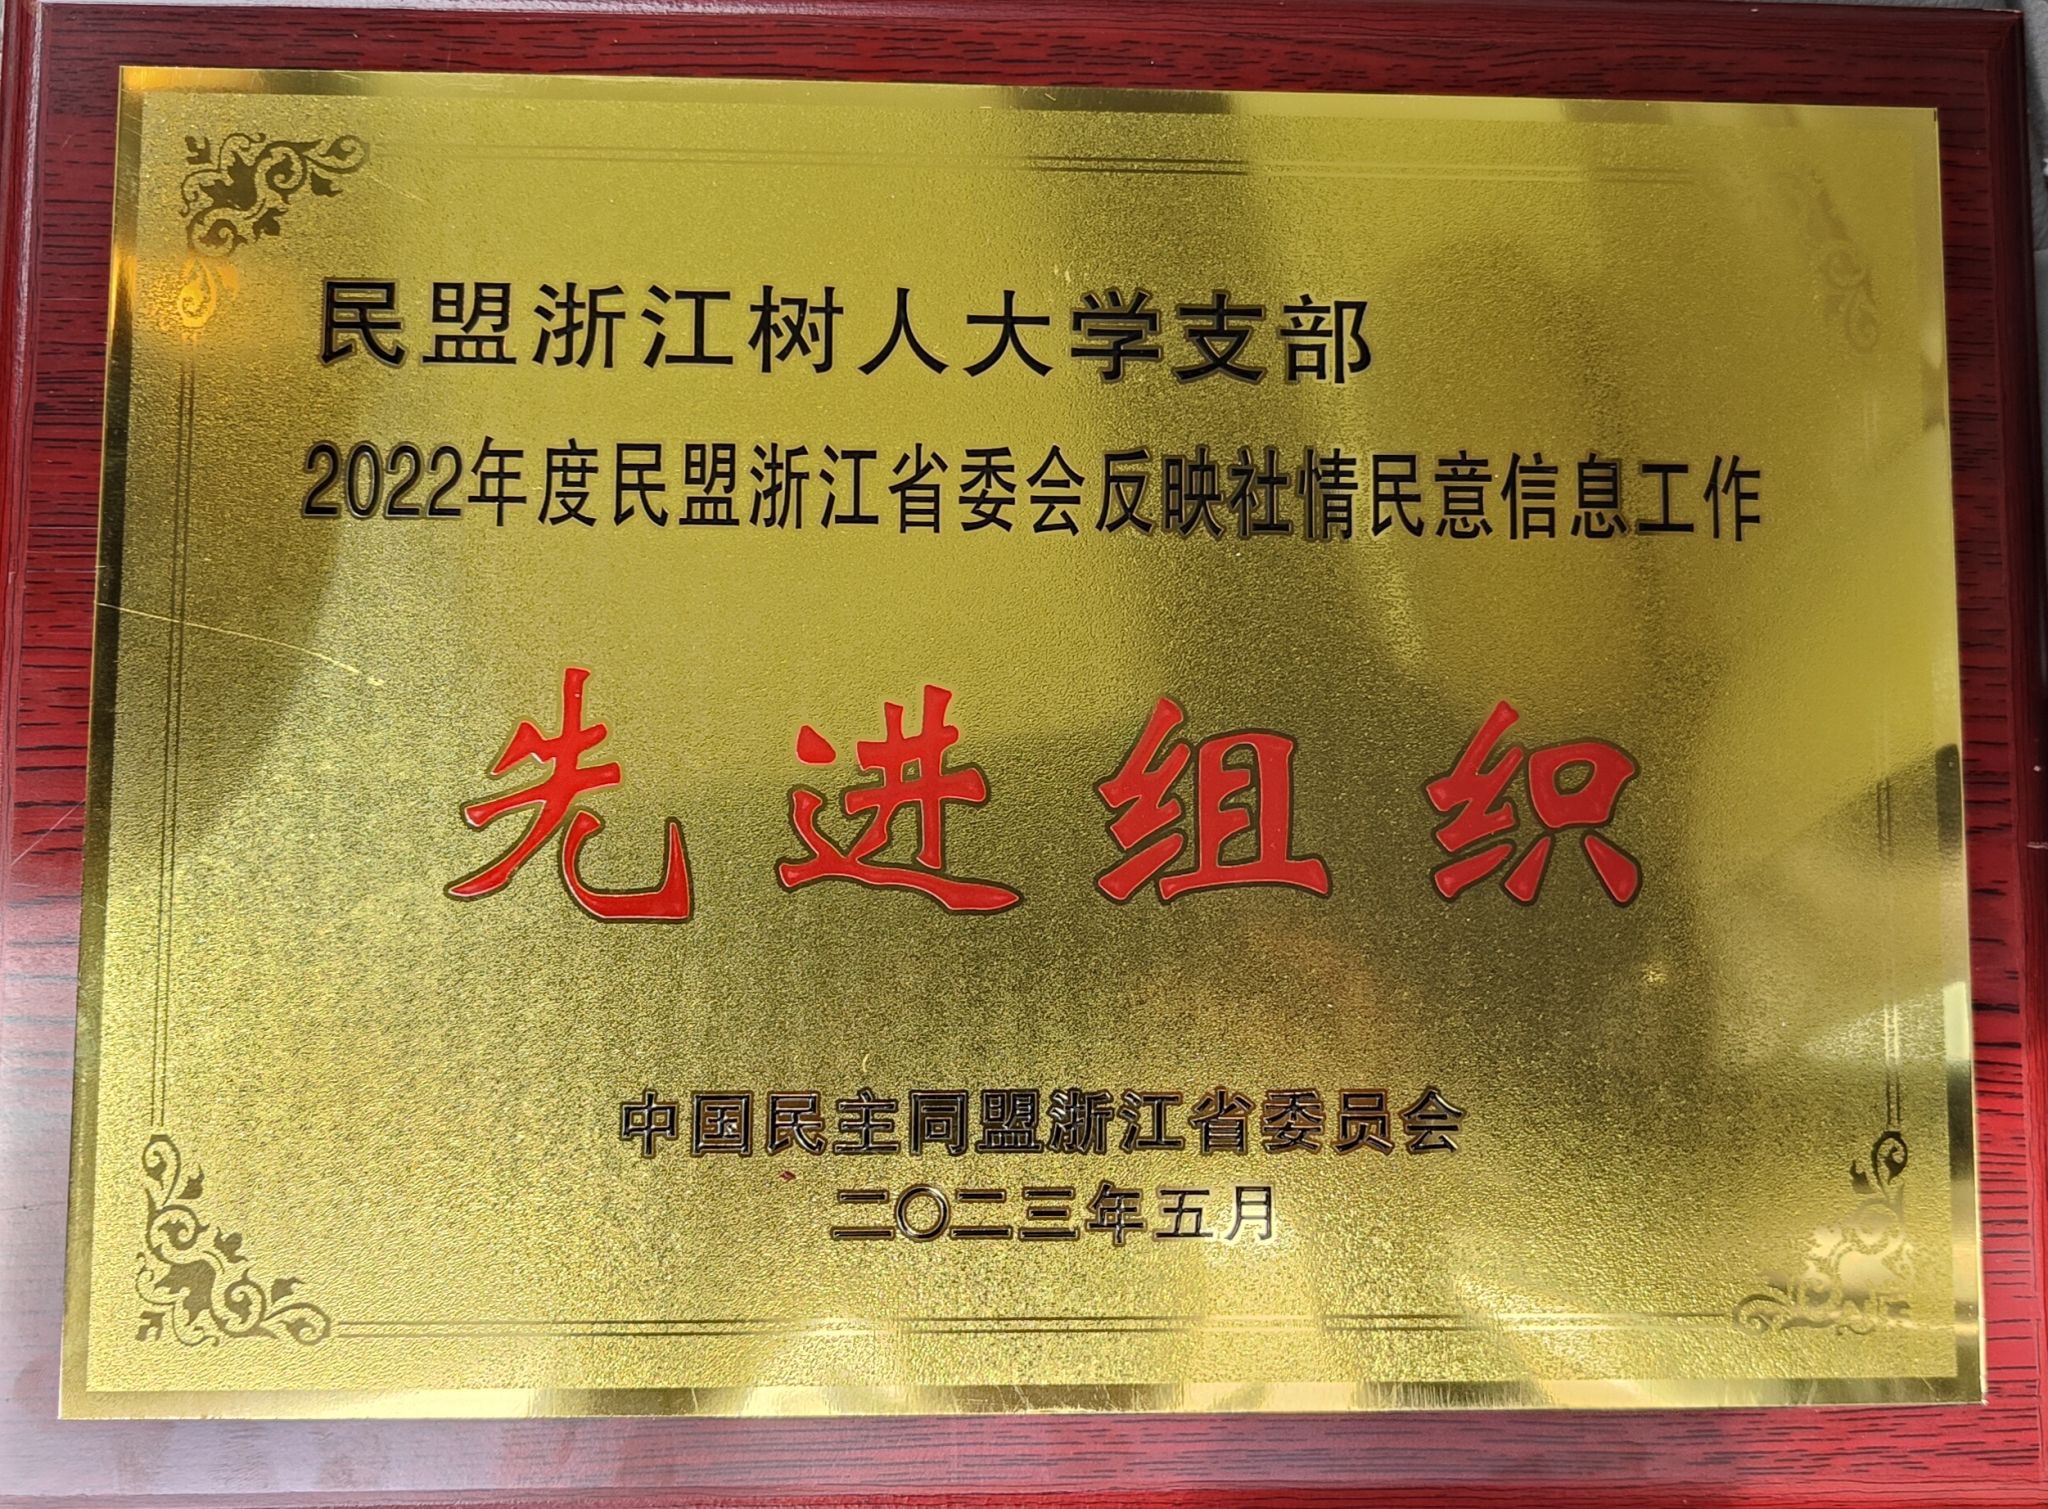 民盟浙江树人大学支部
2022年度民盟浙江省委会反映社情民意信息工作
先进组织
中国民主同盟浙江省委员会
二〇二三年五月